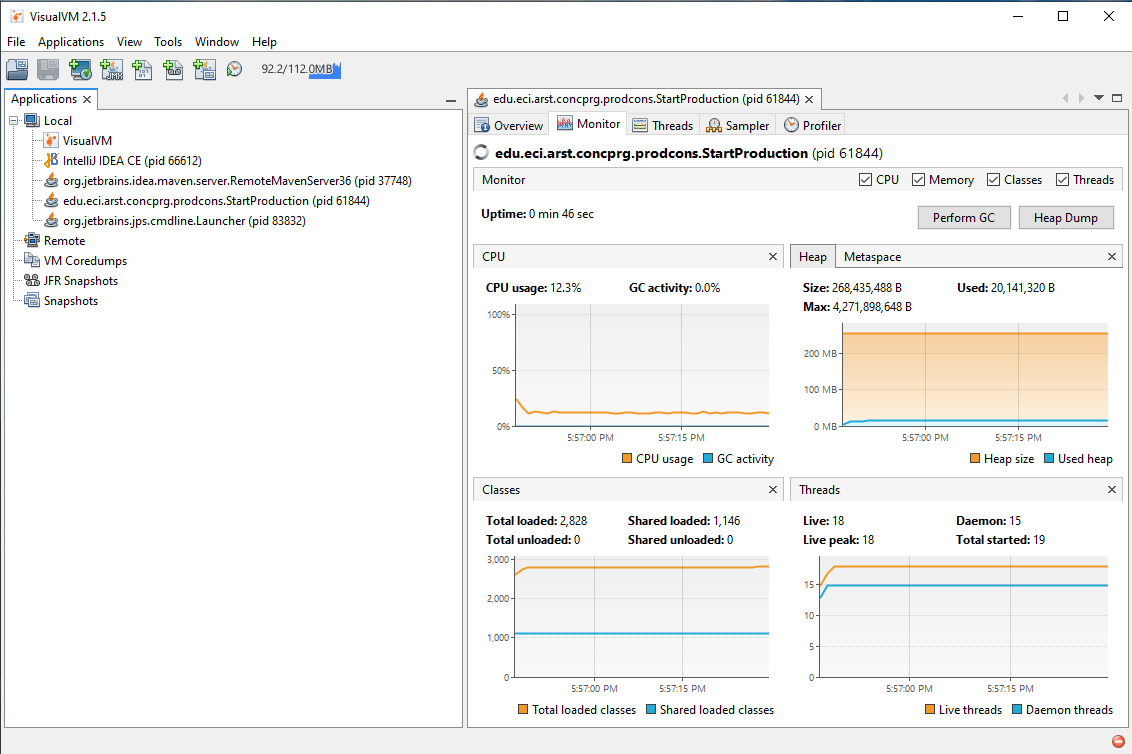 VisualVM 2.1.5
File Applications View Tools Window Help
92.2/112.0MB
Applications
Local
VisualVM
IntelliJ IDEA CE (pid 66612)
org.jetbrains.idea.maven.server.RemoteMavenServer36 (pid 37748)
edu.eci.arst.concprg.prodcons.StartProduction (pid 61844)
org.jetbrains.jps.cmdline.Launcher (pid 83832)
Remote
VM Coredumps
JFR Snapshots
Snapshots
edu.eci.arst.concprg.prodcons.StartProduction (pid 61844)
Overview Monitor Threads Sampler Profiler
edu.eci.arst.concprg.prodcons.StartProduction (pid 61844)
Monitor CPU Memory Classes Threads
Uptime: 0 min 46 sec Perform GC Heap Dump
CPU
CPU usage: 12.3% GC activity: 0.0%
100%
50%
0%
5:57:00 PM 5:57:15 PM
CPU usage GC activity
Heap Metaspace
Size: 268,435,488 B Used: 20,141,320 B
Max: 4,271,898,648 B
200 MB
100 MB
0 MB
5:57:00 PM 5:57:15 PM
Heap size Used heap
Classes
Total loaded: 2,828 Shared loaded: 1,146
Total unloaded: 0 Shared unloaded: 0
3,000
2,000
1,000
0
5:57:00 PM 5:57:15 PM
Total loaded classes Shared loaded classes
Threads
Live: 18 Daemon: 15
Live peak: 18 Total started: 19
15
10
5
0
5:57:00 PM 5:57:15 PM
Live threads Daemon threads